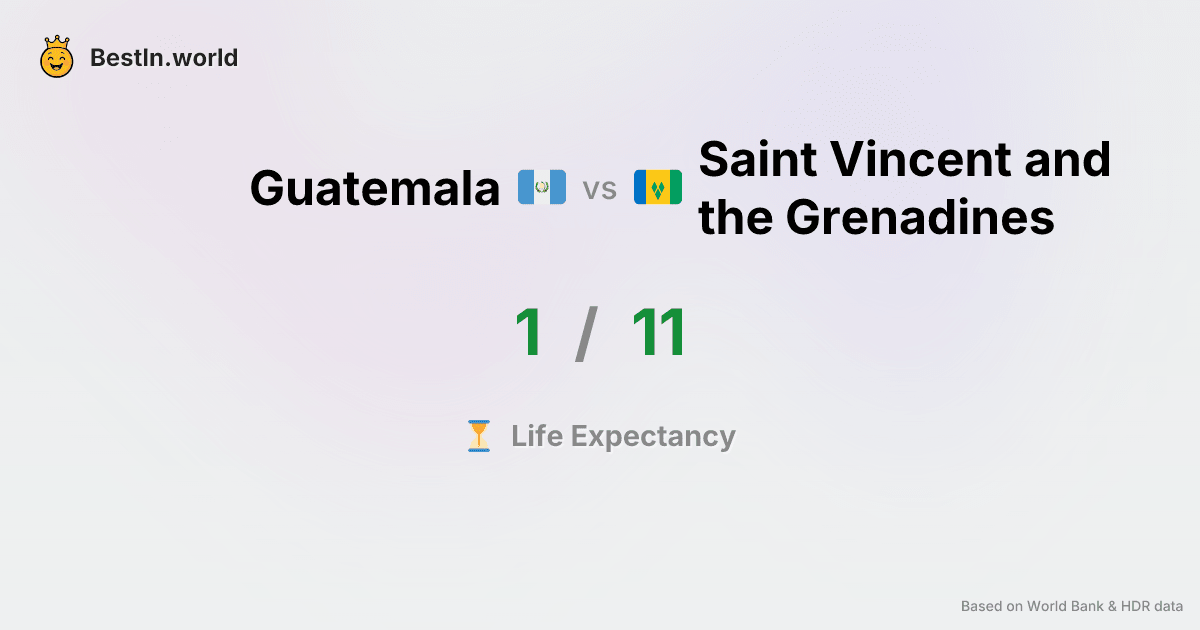 BestIn.world
Guatemala vs Saint Vincent and
the Grenadines
1 / 11
Life Expectancy
Based on World Bank & HDR data